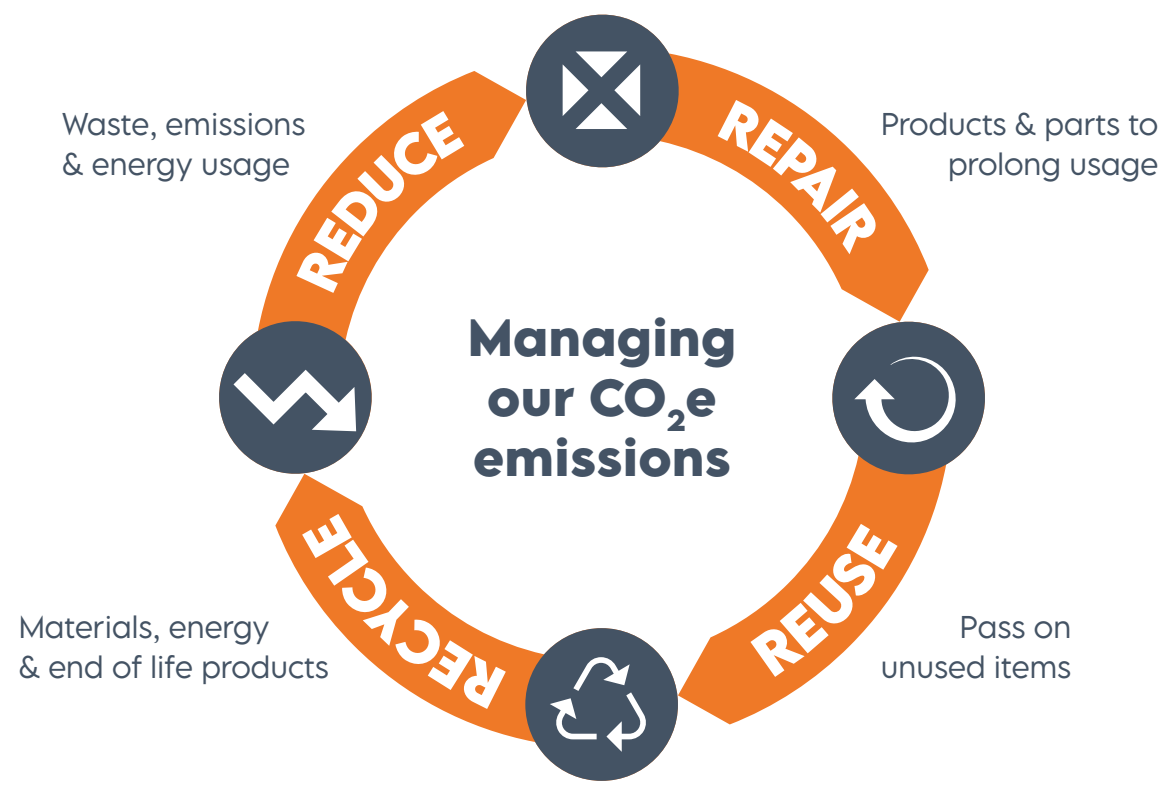 Waste, emissions
& energy usage
REDUCE
REPAIR
Products & parts to
prolong usage
Managing
our CO₂e
emissions
Materials, energy
& end of life products
RECYCLE
REUSE
Pass on
unused items